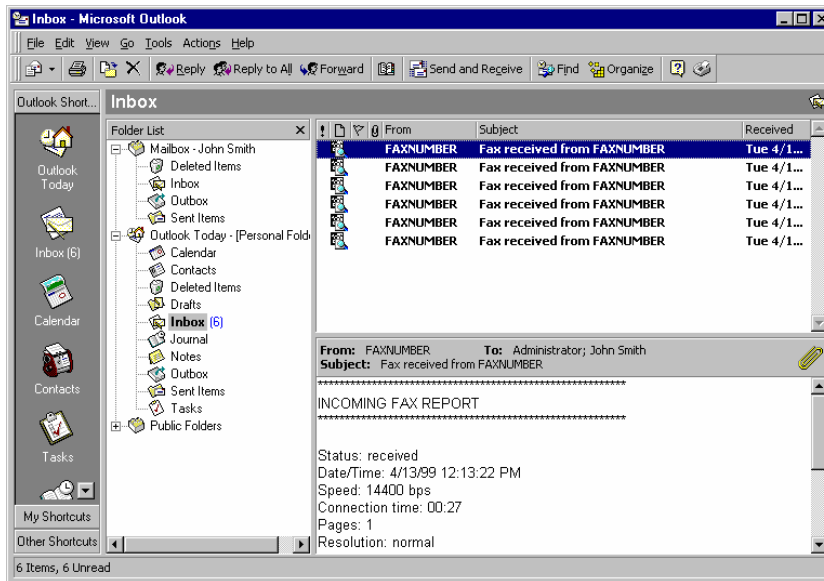 Inbox - Microsoft Outlook
File Edit View Go Tools Actions Help
Reply Reply to All Forward Send and Receive Find Organize
Outlook Short... Inbox
Outlook Today
Inbox (6)
Calendar
Contacts
Tasks
My Shortcuts
Other Shortcuts
Folder List
Mailbox - John Smith
Deleted Items
Inbox
Outbox
Sent Items
Outlook Today - [Personal Fold
Calendar
Contacts
Deleted Items
Drafts
Inbox (6)
Journal
Notes
Outbox
Sent Items
Tasks
Public Folders
From Subject Received
FAXNUMBER Fax received from FAXNUMBER Tue 4/1...
FAXNUMBER Fax received from FAXNUMBER Tue 4/1...
FAXNUMBER Fax received from FAXNUMBER Tue 4/1...
FAXNUMBER Fax received from FAXNUMBER Tue 4/1...
FAXNUMBER Fax received from FAXNUMBER Tue 4/1...
FAXNUMBER Fax received from FAXNUMBER Tue 4/1...
From: FAXNUMBER To: Administrator; John Smith
Subject: Fax received from FAXNUMBER
************************************************************
INCOMING FAX REPORT
************************************************************
Status: received
Date/Time: 4/13/99 12:13:22 PM
Speed: 14400 bps
Connection time: 00:27
Pages: 1
Resolution: normal
6 Items, 6 Unread